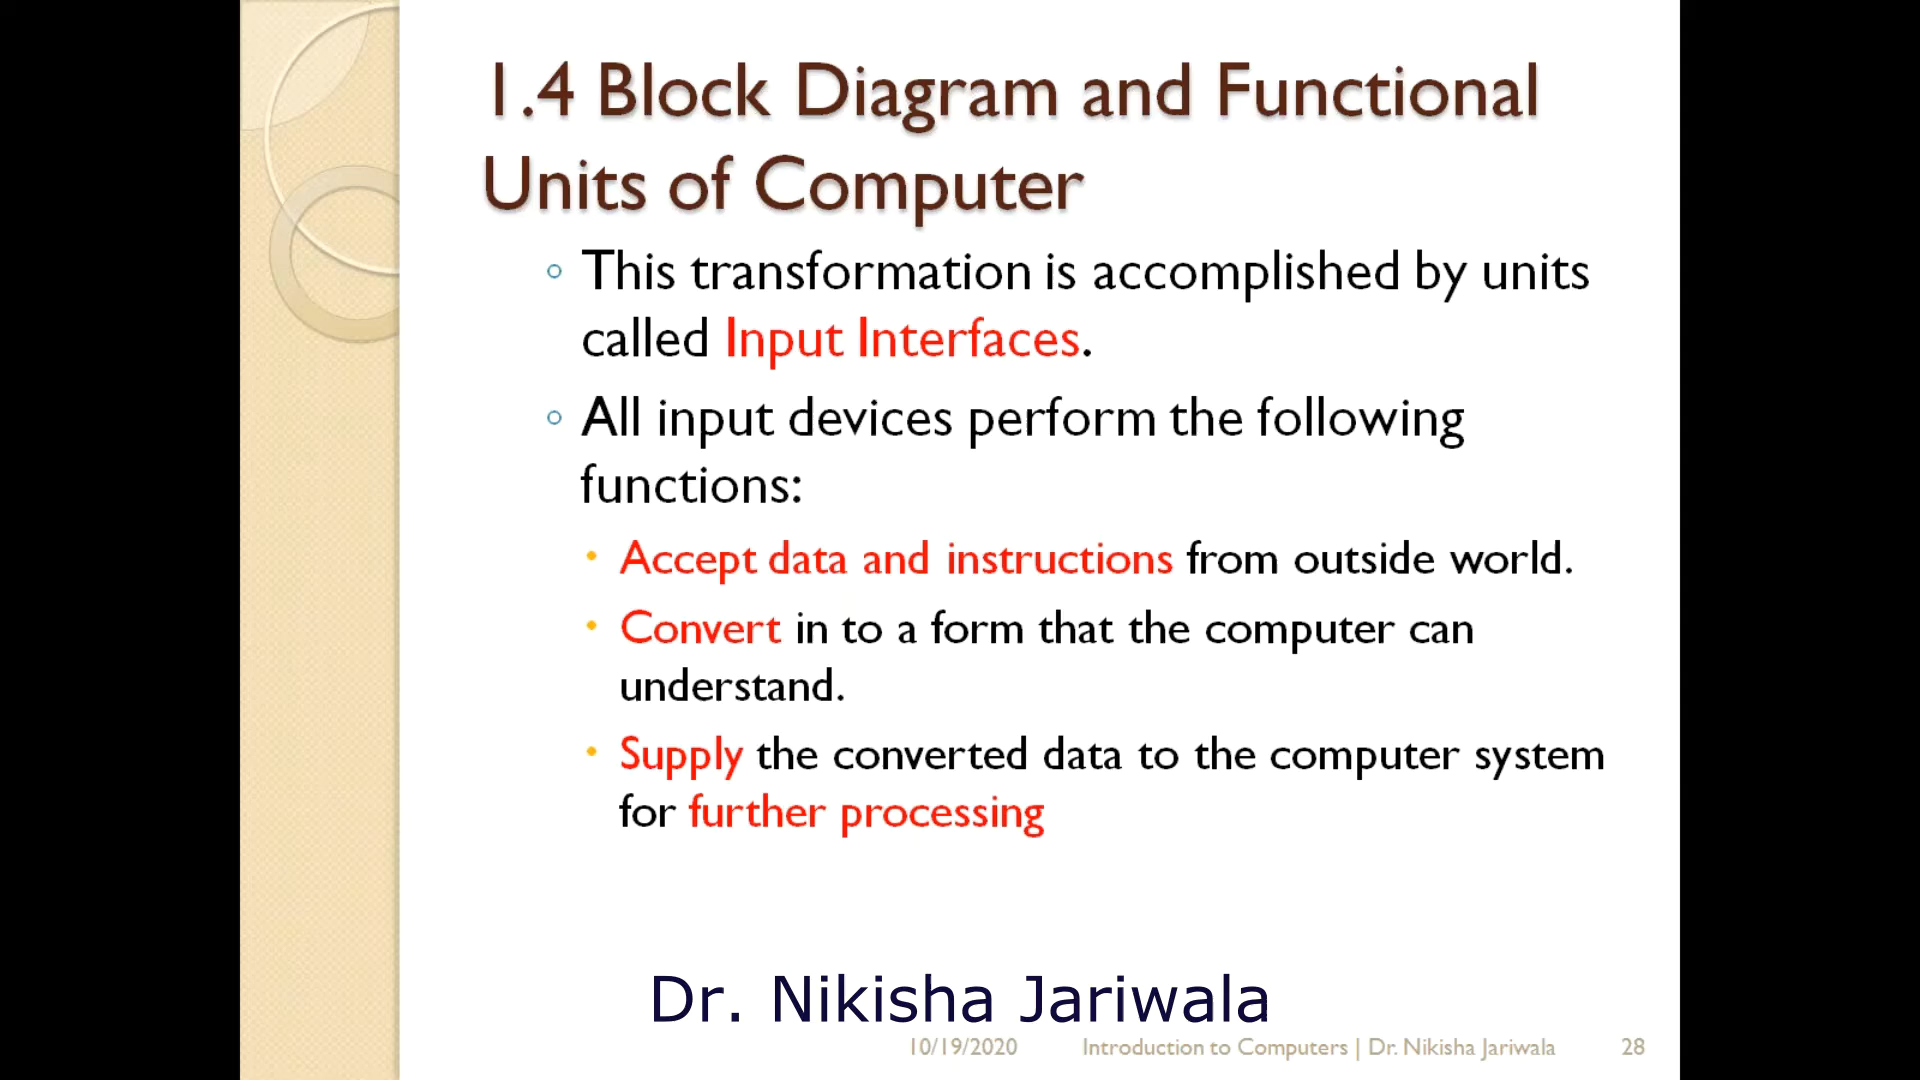 1.4 Block Diagram and Functional
Units of Computer
◦ This transformation is accomplished by units
called Input Interfaces.
◦ All input devices perform the following
functions:
• Accept data and instructions from outside world.
• Convert in to a form that the computer can
understand.
• Supply the converted data to the computer system
for further processing
Dr. Nikisha Jariwala
10/19/2020 Introduction to Computers | Dr. Nikisha Jariwala 28